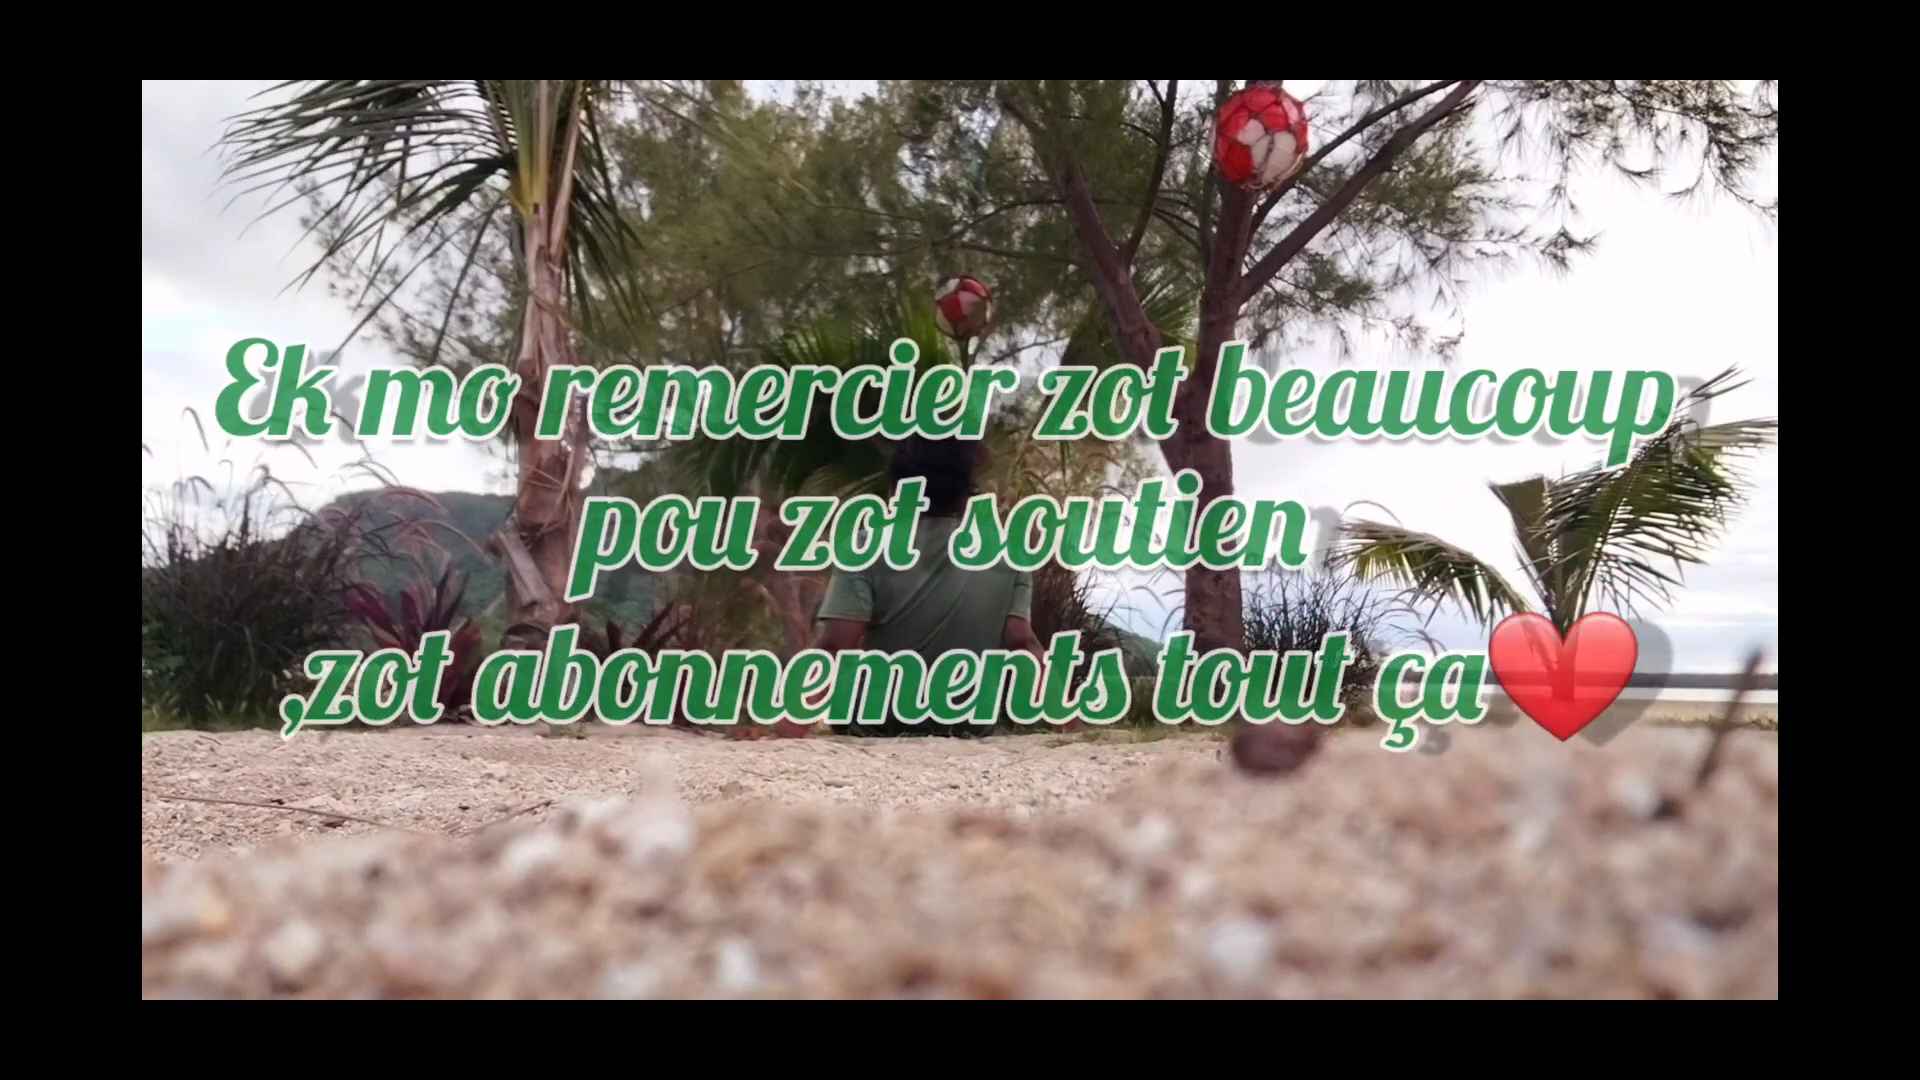 Ek mo remercier zot beaucoup
pou zot soutien
,zot abonnements tout ça❤️